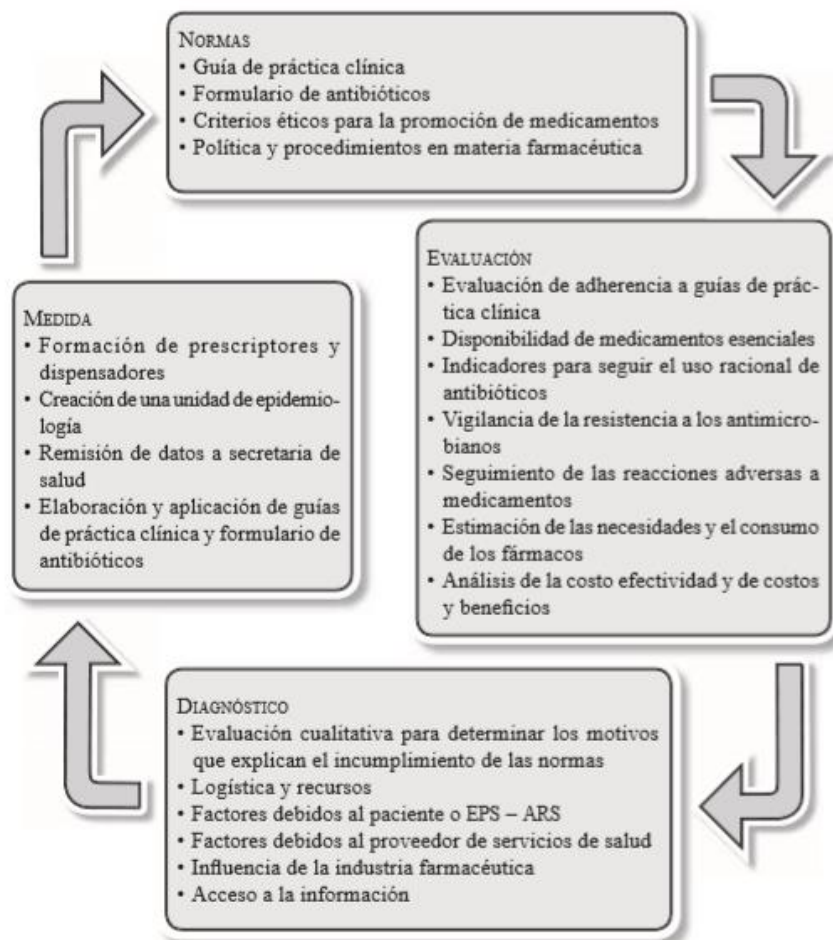 NORMAS
• Guía de práctica clínica
• Formulario de antibióticos
• Criterios éticos para la promoción de medicamentos
• Política y procedimientos en materia farmacéutica
EVALUACIÓN
• Evaluación de adherencia a guías de prác-
tica clínica
• Disponibilidad de medicamentos esenciales
• Indicadores para seguir el uso racional de
antibióticos
• Vigilancia de la resistencia a los antimicro-
bianos
• Seguimiento de las reacciones adversas a
medicamentos
• Estimación de las necesidades y el consumo
de los fármacos
• Análisis de la costo efectividad y de costos
y beneficios
DIAGNÓSTICO
• Evaluación cualitativa para determinar los motivos
que explican el incumplimiento de las normas
• Logística y recursos
• Factores debidos al paciente o EPS – ARS
• Factores debidos al proveedor de servicios de salud
• Influencia de la industria farmacéutica
• Acceso a la información
MEDIDA
• Formación de prescriptores y
dispensadores
• Creación de una unidad de epidemio-
logía
• Remisión de datos a secretaria de
salud
• Elaboración y aplicación de guías
de práctica clínica y formulario de
antibióticos